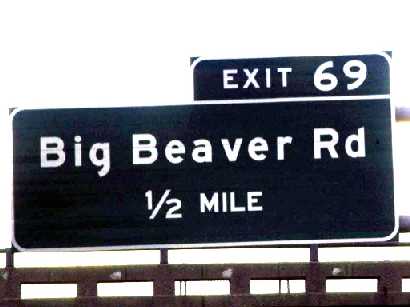 EXIT 69
Big Beaver Rd
1/2 MILE